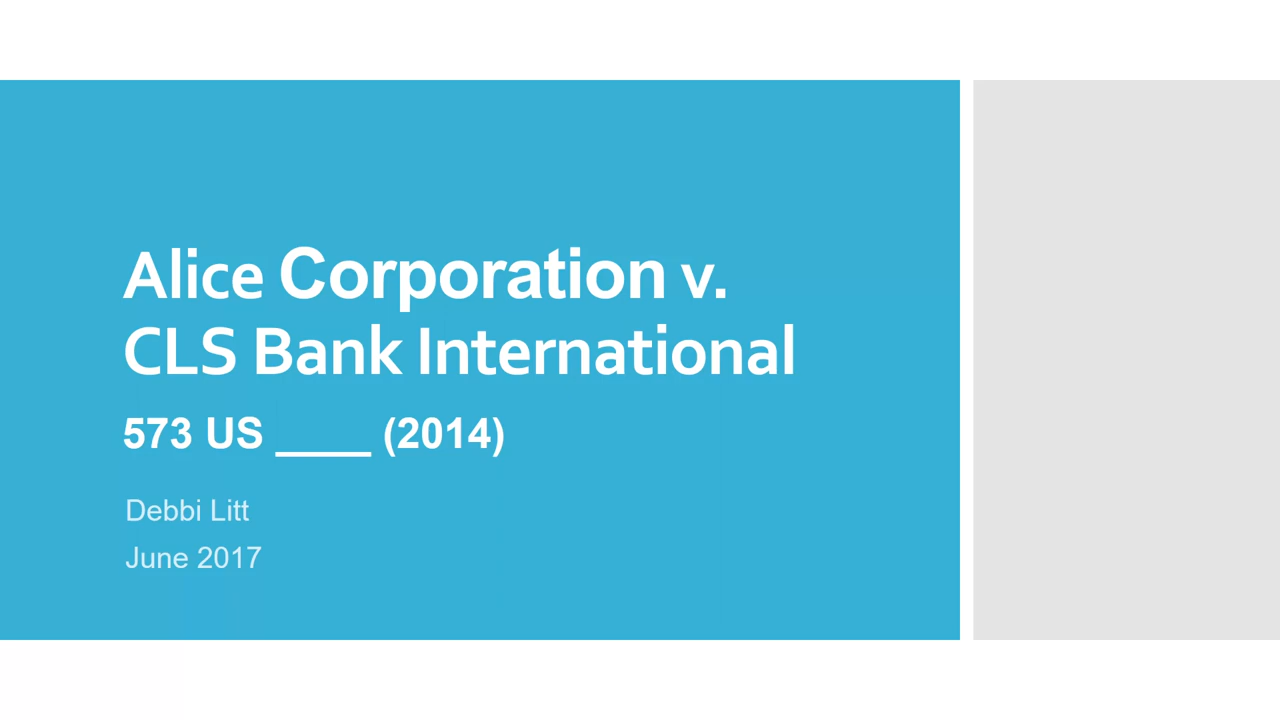 Alice Corporation v.
CLS Bank International
573 US ____ (2014)
Debbi Litt
June 2017